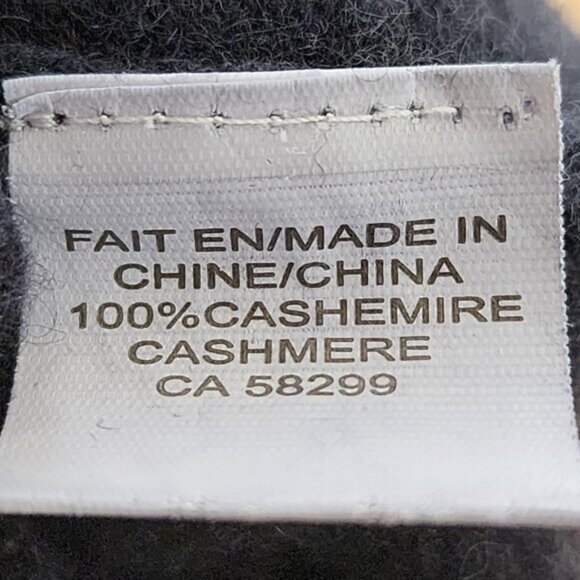 FAIT EN/MADE IN
CHINE/CHINA
100%CASHEMIRE
CASHMERE
CA 58299